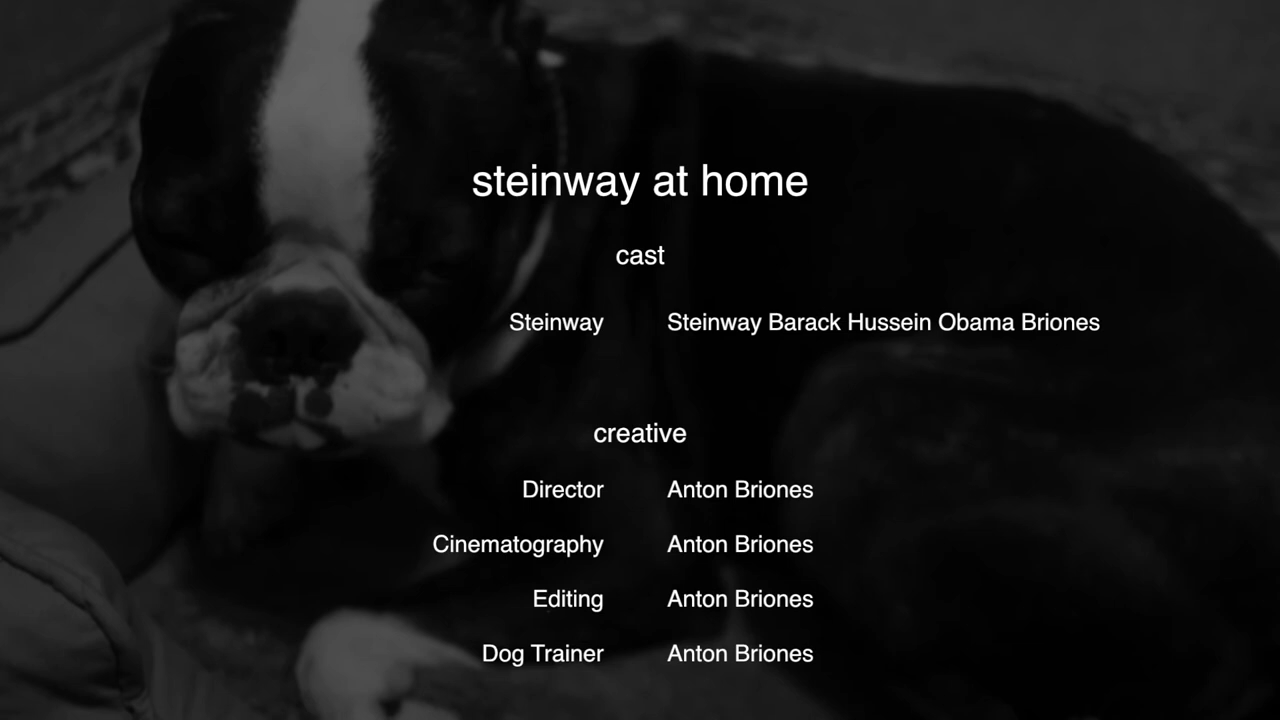 steinway at home
cast
Steinway Steinway Barack Hussein Obama Briones
creative
Director Anton Briones
Cinematography Anton Briones
Editing Anton Briones
Dog Trainer Anton Briones